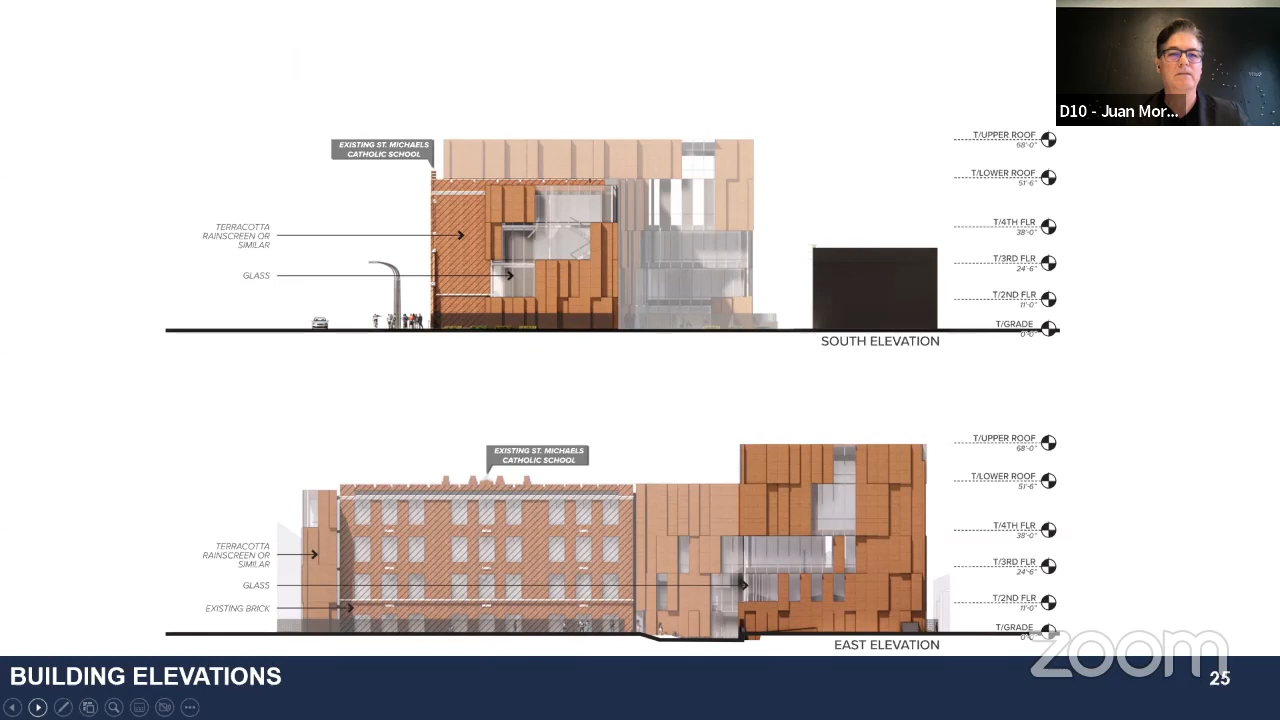 D10 - Juan Mor...
EXISTING ST. MICHAELS
CATHOLIC SCHOOL
T/UPPER ROOF
68'-0"
T/LOWER ROOF
51'-6"
TERRACOTTA
RAINSCREEN OR
SIMILAR
T/4TH FLR
38'-0"
GLASS
T/3RD FLR
24'-6"
T/2ND FLR
11'-0"
T/GRADE
0'-0"
SOUTH ELEVATION
EXISTING ST. MICHAELS
CATHOLIC SCHOOL
T/UPPER ROOF
68'-0"
T/LOWER ROOF
51'-6"
T/4TH FLR
38'-0"
TERRACOTTA
RAINSCREEN OR
SIMILAR
T/3RD FLR
24'-6"
GLASS
T/2ND FLR
11'-0"
EXISTING BRICK
T/GRADE
EAST ELEVATION
zoom
BUILDING ELEVATIONS
25